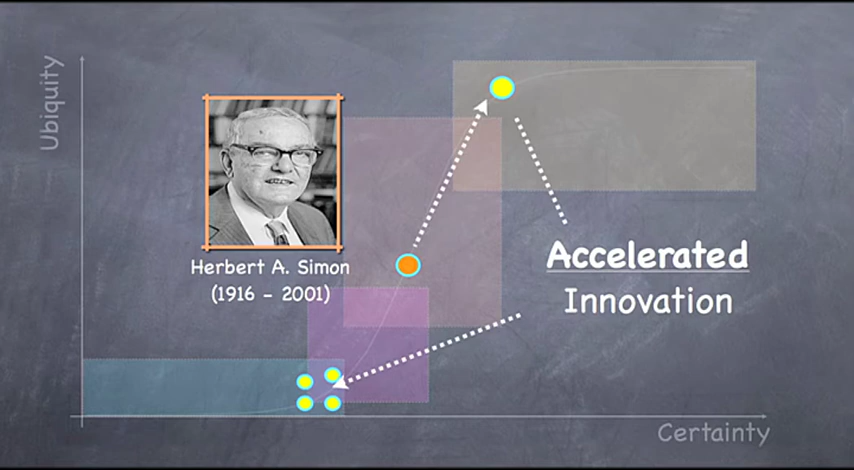 Ubiquity
Herbert A. Simon
(1916 - 2001)
Accelerated
Innovation
Certainty